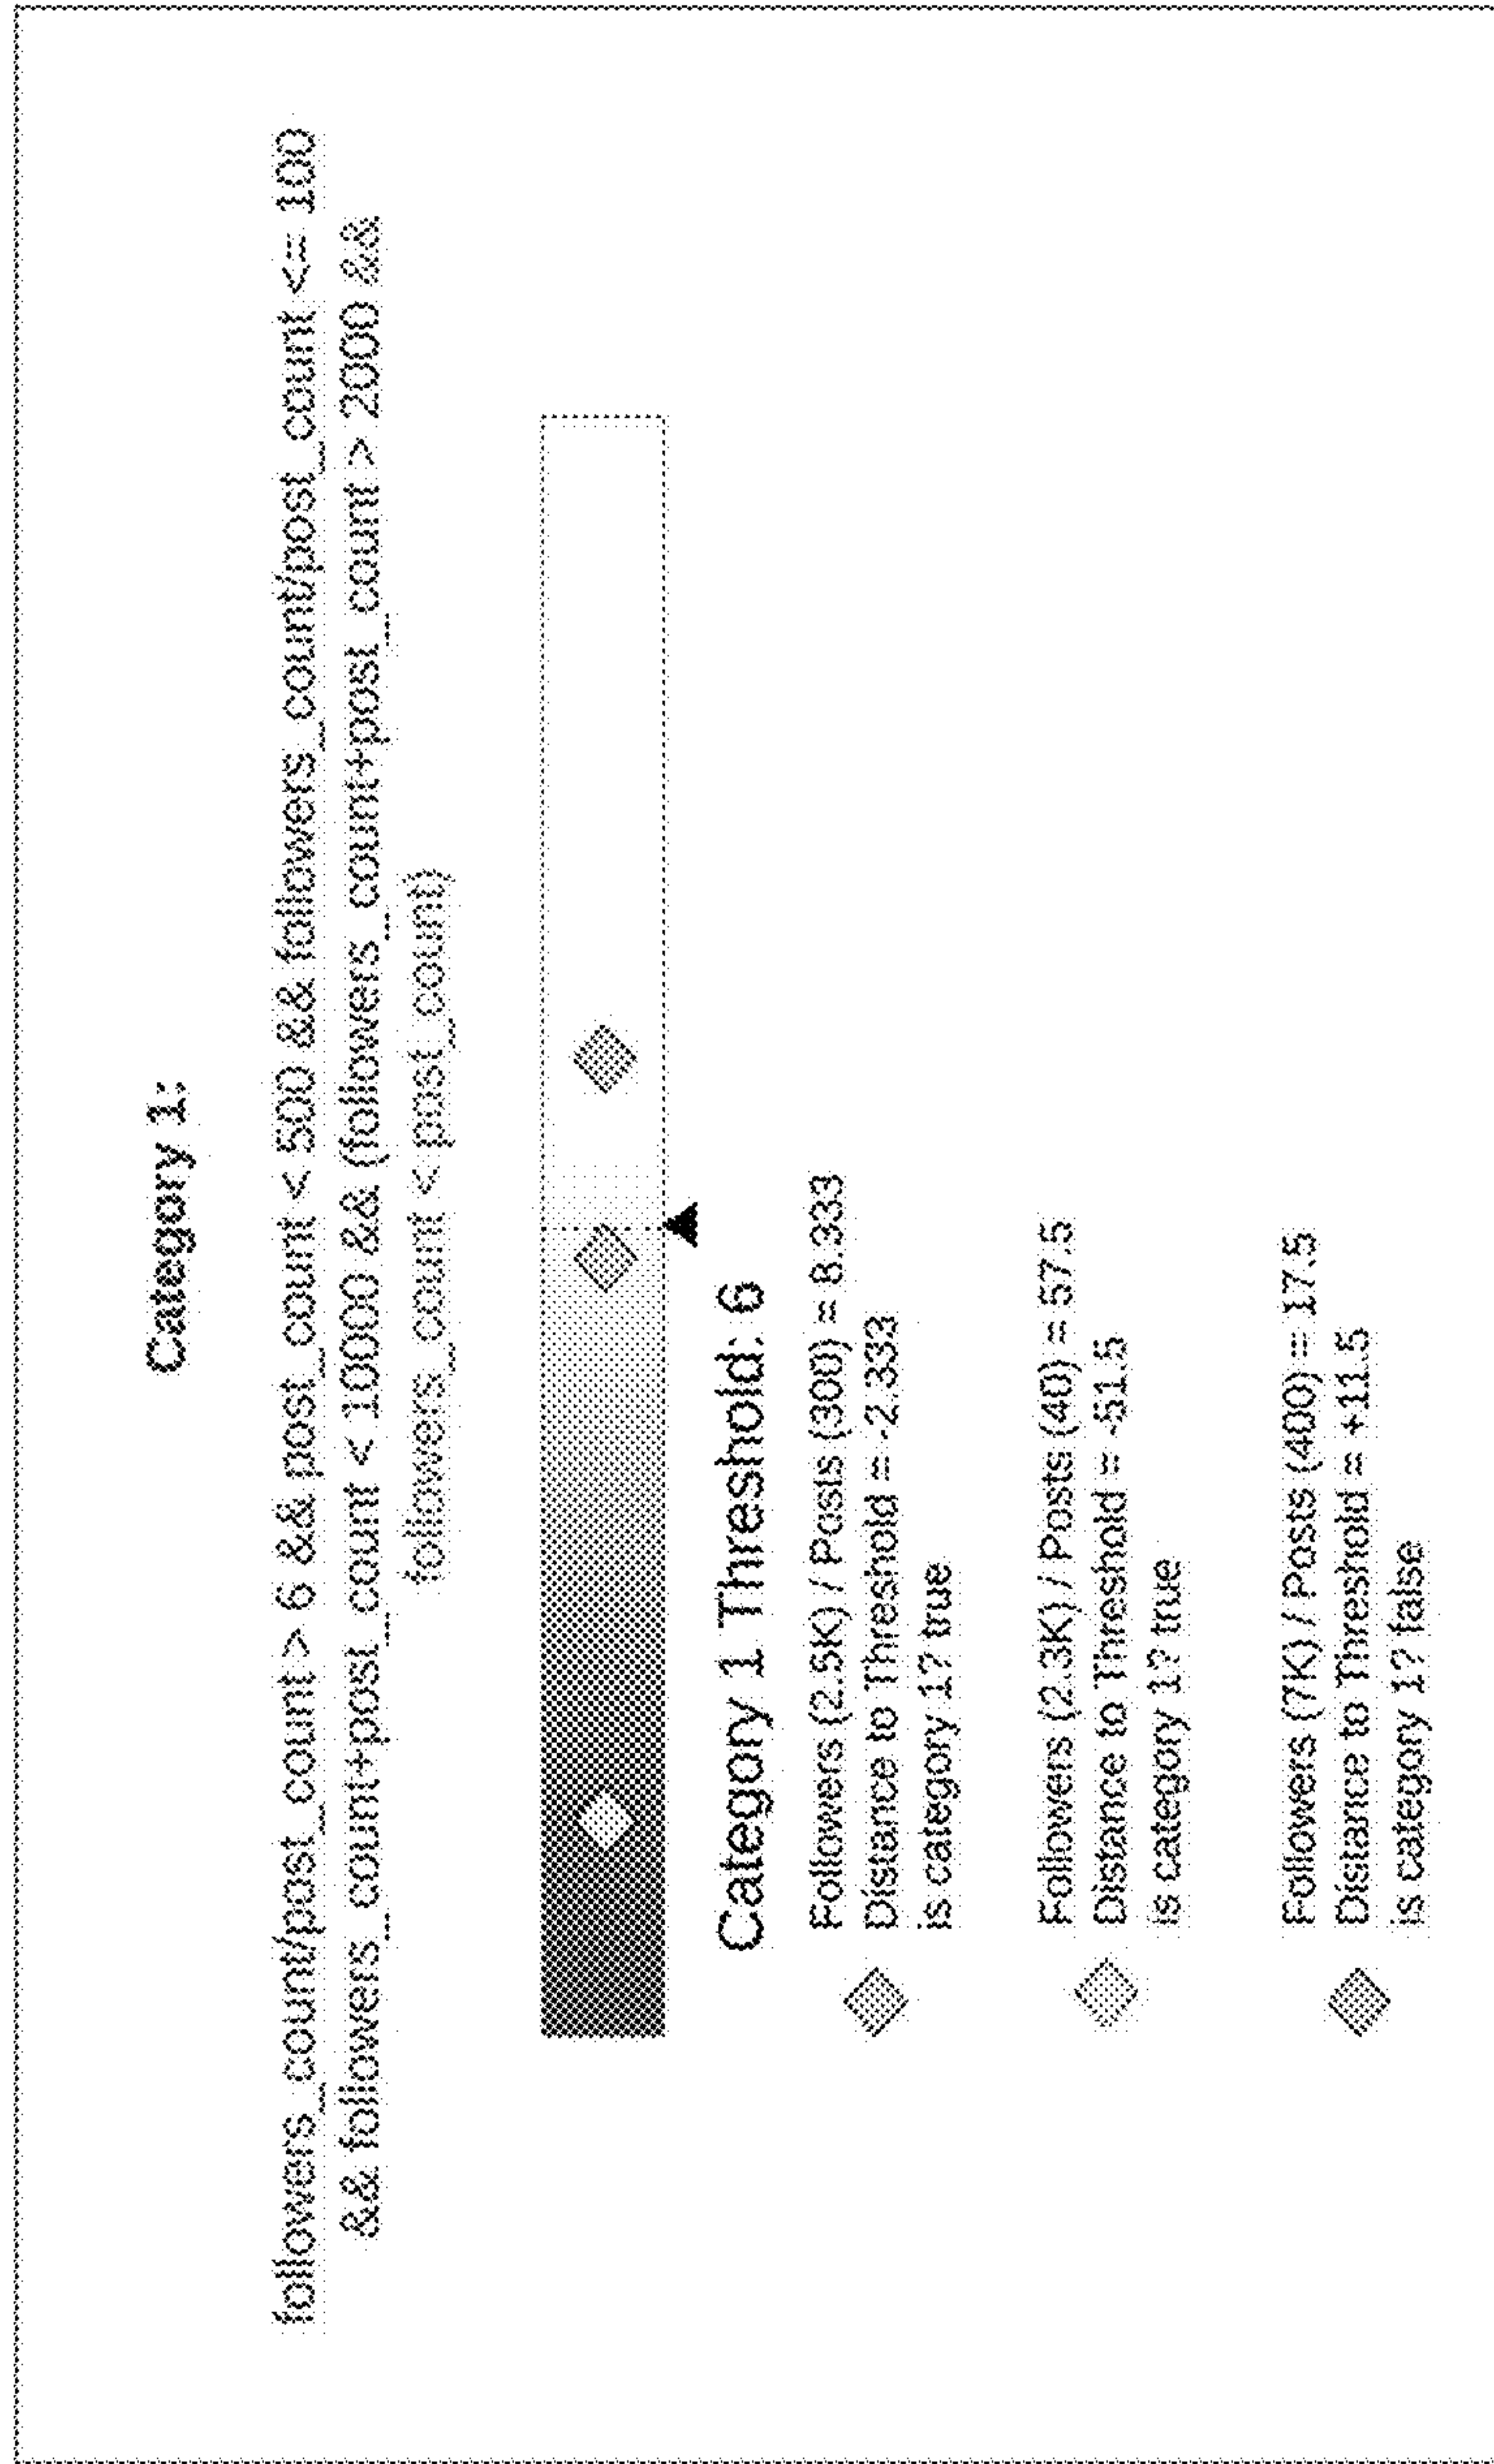 Category 1:
followers_count/post_count > 6 && post_count < 500 && followers_count/post_count <= 100
&& followers_count+post_count < 10000 && (followers_count+post_count > 2000 &&
followers_count < post_count)
Category 1 Threshold: 6
Followers (2.5K) / Posts (300) = 8.333
Distance to Threshold = -2.333
is category 1? true
Followers (2.3K) / Posts (40) = 57.5
Distance to Threshold = -51.5
is category 1? true
Followers (7K) / Posts (400) = 17.5
Distance to Threshold = +11.5
is category 1? false